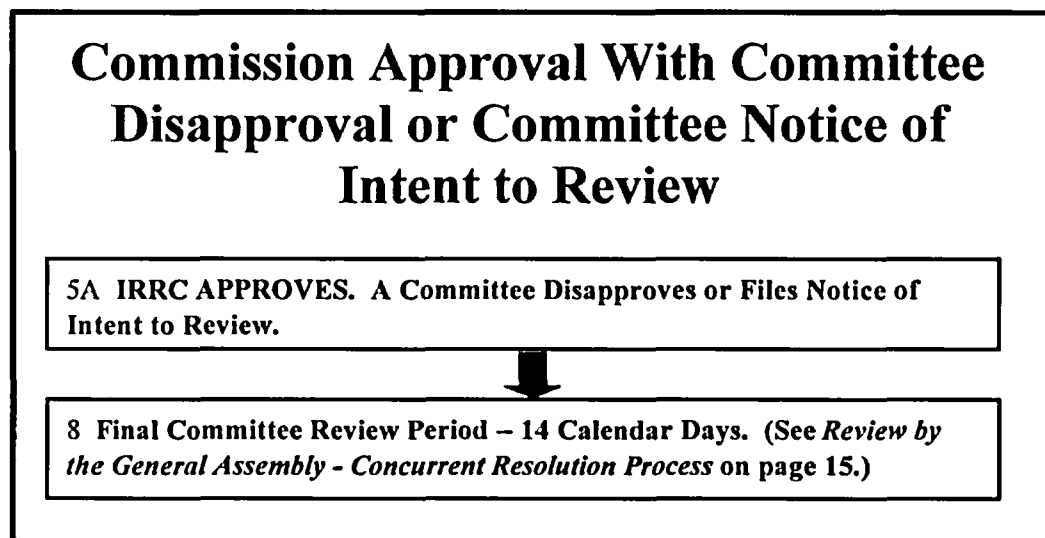 Commission Approval With Committee
Disapproval or Committee Notice of
Intent to Review
5A IRRC APPROVES. A Committee Disapproves or Files Notice of
Intent to Review.
8 Final Committee Review Period – 14 Calendar Days. (See Review by
the General Assembly - Concurrent Resolution Process on page 15.)